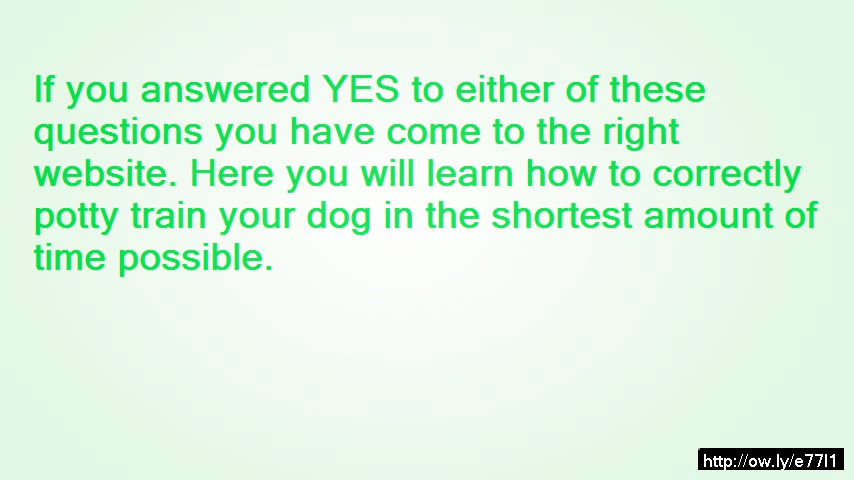 If you answered YES to either of these
questions you have come to the right
website. Here you will learn how to correctly
potty train your dog in the shortest amount of
time possible.
http://ow.ly/e77l1